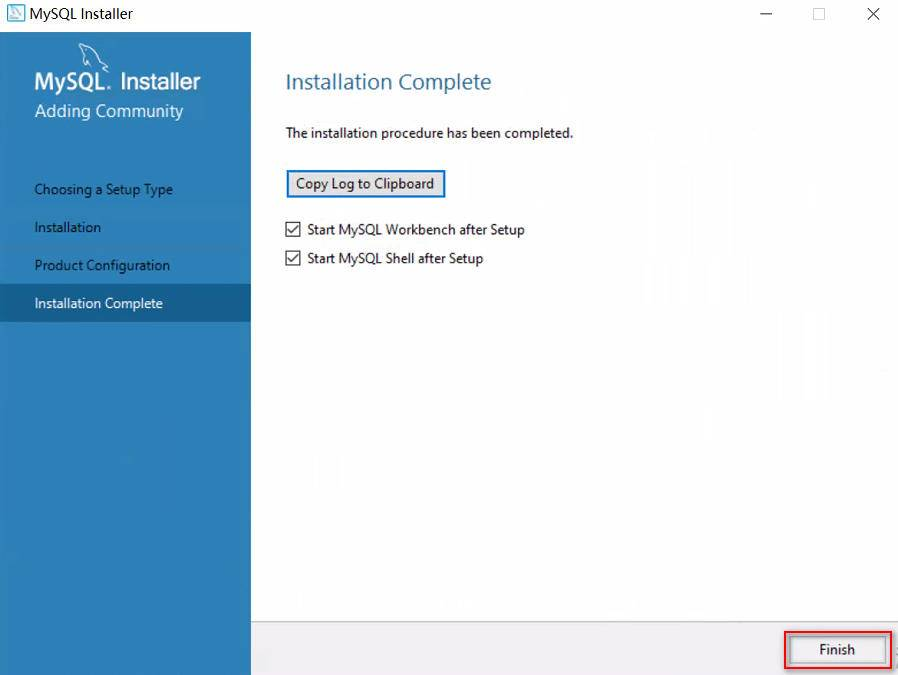 MySQL Installer
MySQL. Installer
Adding Community
Choosing a Setup Type
Installation
Product Configuration
Installation Complete
Installation Complete
The installation procedure has been completed.
Copy Log to Clipboard
Start MySQL Workbench after Setup
Start MySQL Shell after Setup
Finish